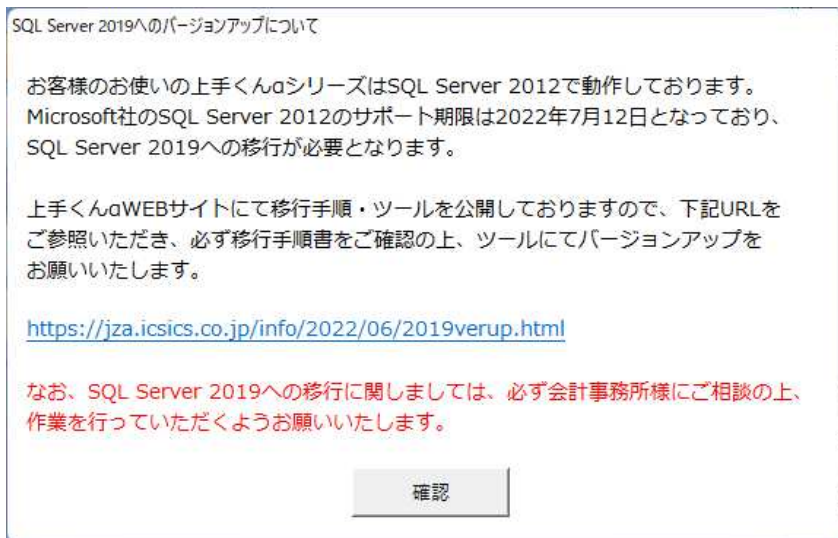 SQL Server 2019へのバージョンアップについて
お客様のお使いの上手くんαシリーズはSQL Server 2012で動作しております。
Microsoft社のSQL Server 2012のサポート期限は2022年7月12日となっており、
SQL Server 2019への移行が必要となります。
上手くんαWEBサイトにて移行手順・ツールを公開しておりますので、下記URLを
ご参照いただき、必ず移行手順書をご確認の上、ツールにてバージョンアップを
お願いいたします。
https://jza.icsics.co.jp/info/2022/06/2019verup.html
なお、SQL Server 2019への移行に関しましては、必ず会計事務所様にご相談の上、
作業を行っていただくようお願いいたします。
確認